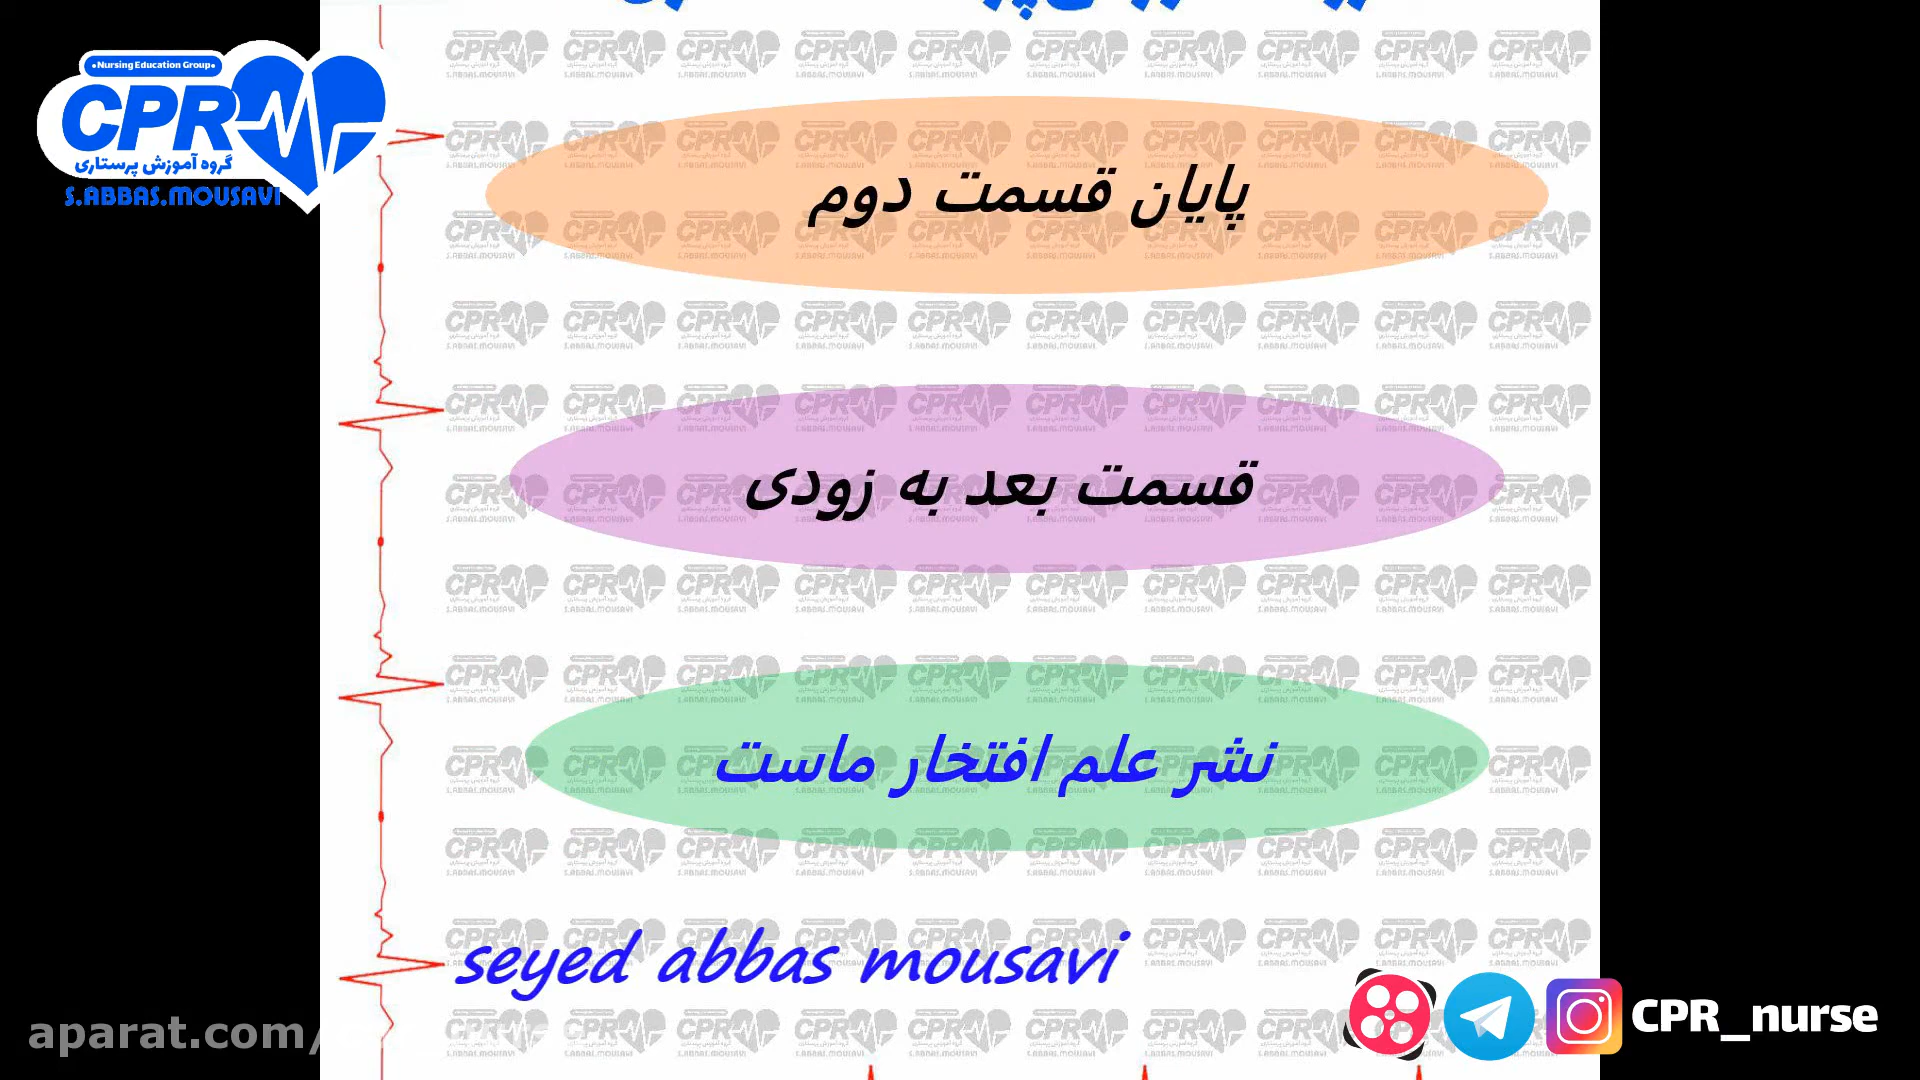 •Nursing Education Group•
CPR
گروه آموزش پرستاری
S.ABBAS.MOUSAVI
پایان قسمت دوم
قسمت بعد به زودی
نشر علم افتخار ماست
seyed abbas mousavi
CPR_nurse
aparat.com/